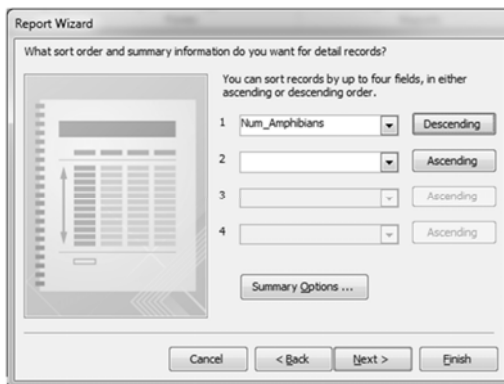 Report Wizard
What sort order and summary information do you want for detail records?
You can sort records by up to four fields, in either
ascending or descending order.
1 Num_Amphibians Descending
2 Ascending
3 Ascending
4 Ascending
Summary Options ...
Cancel < Back Next > Finish